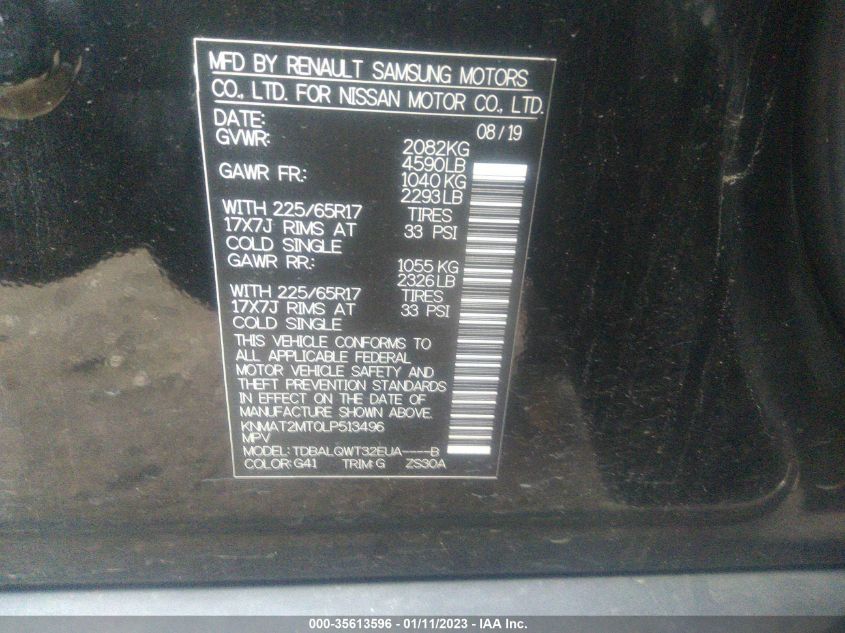 MFD BY RENAULT SAMSUNG MOTORS
CO., LTD. FOR NISSAN MOTOR CO., LTD.
DATE: 08/19
GVWR: 2082KG
4590LB
GAWR FR: 1040 KG
2293LB
WITH 225/65R17 TIRES
17X7J RIMS AT 33 PSI
COLD SINGLE
GAWR RR: 1055 KG
2326LB
WITH 225/65R17 TIRES
17X7J RIMS AT 33 PSI
COLD SINGLE
THIS VEHICLE CONFORMS TO
ALL APPLICABLE FEDERAL
MOTOR VEHICLE SAFETY AND
THEFT PREVENTION STANDARDS
IN EFFECT ON THE DATE OF
MANUFACTURE SHOWN ABOVE.
KNMAT2MT0LP513496
MPV
MODEL: TDBALQWT32EUA----B
COLOR: G41 TRIM: G ZS30A
000-35613596 - 01/11/2023 - IAA Inc.